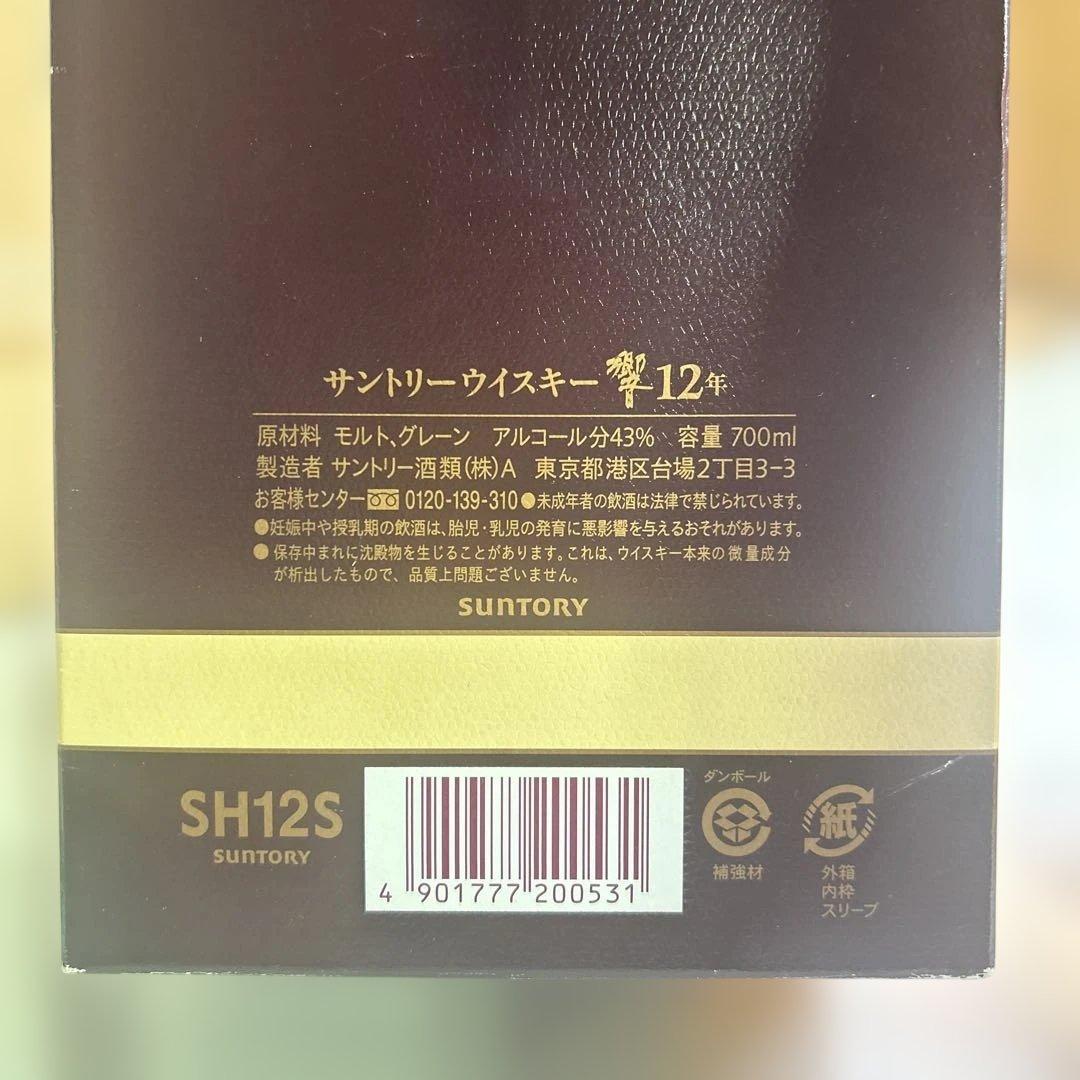 サントリーウイスキー 響12年
原材料 モルト、グレーン アルコール分43% 容量 700ml
製造者 サントリー酒類(株)A 東京都港区台場2丁目3-3
お客様センター 0120-139-310 ●未成年者の飲酒は法律で禁じられています。
●妊娠中や授乳期の飲酒は、胎児・乳児の発育に悪影響を与えるおそれがあります。
●保存中まれに沈殿物を生じることがあります。これは、ウイスキー本来の微量成分
が析出したもので、品質上問題ございません。
SUNTORY
SH12S
SUNTORY
4 901777 200531
ダンボール
補強材
紙
外箱
内枠
スリーブ